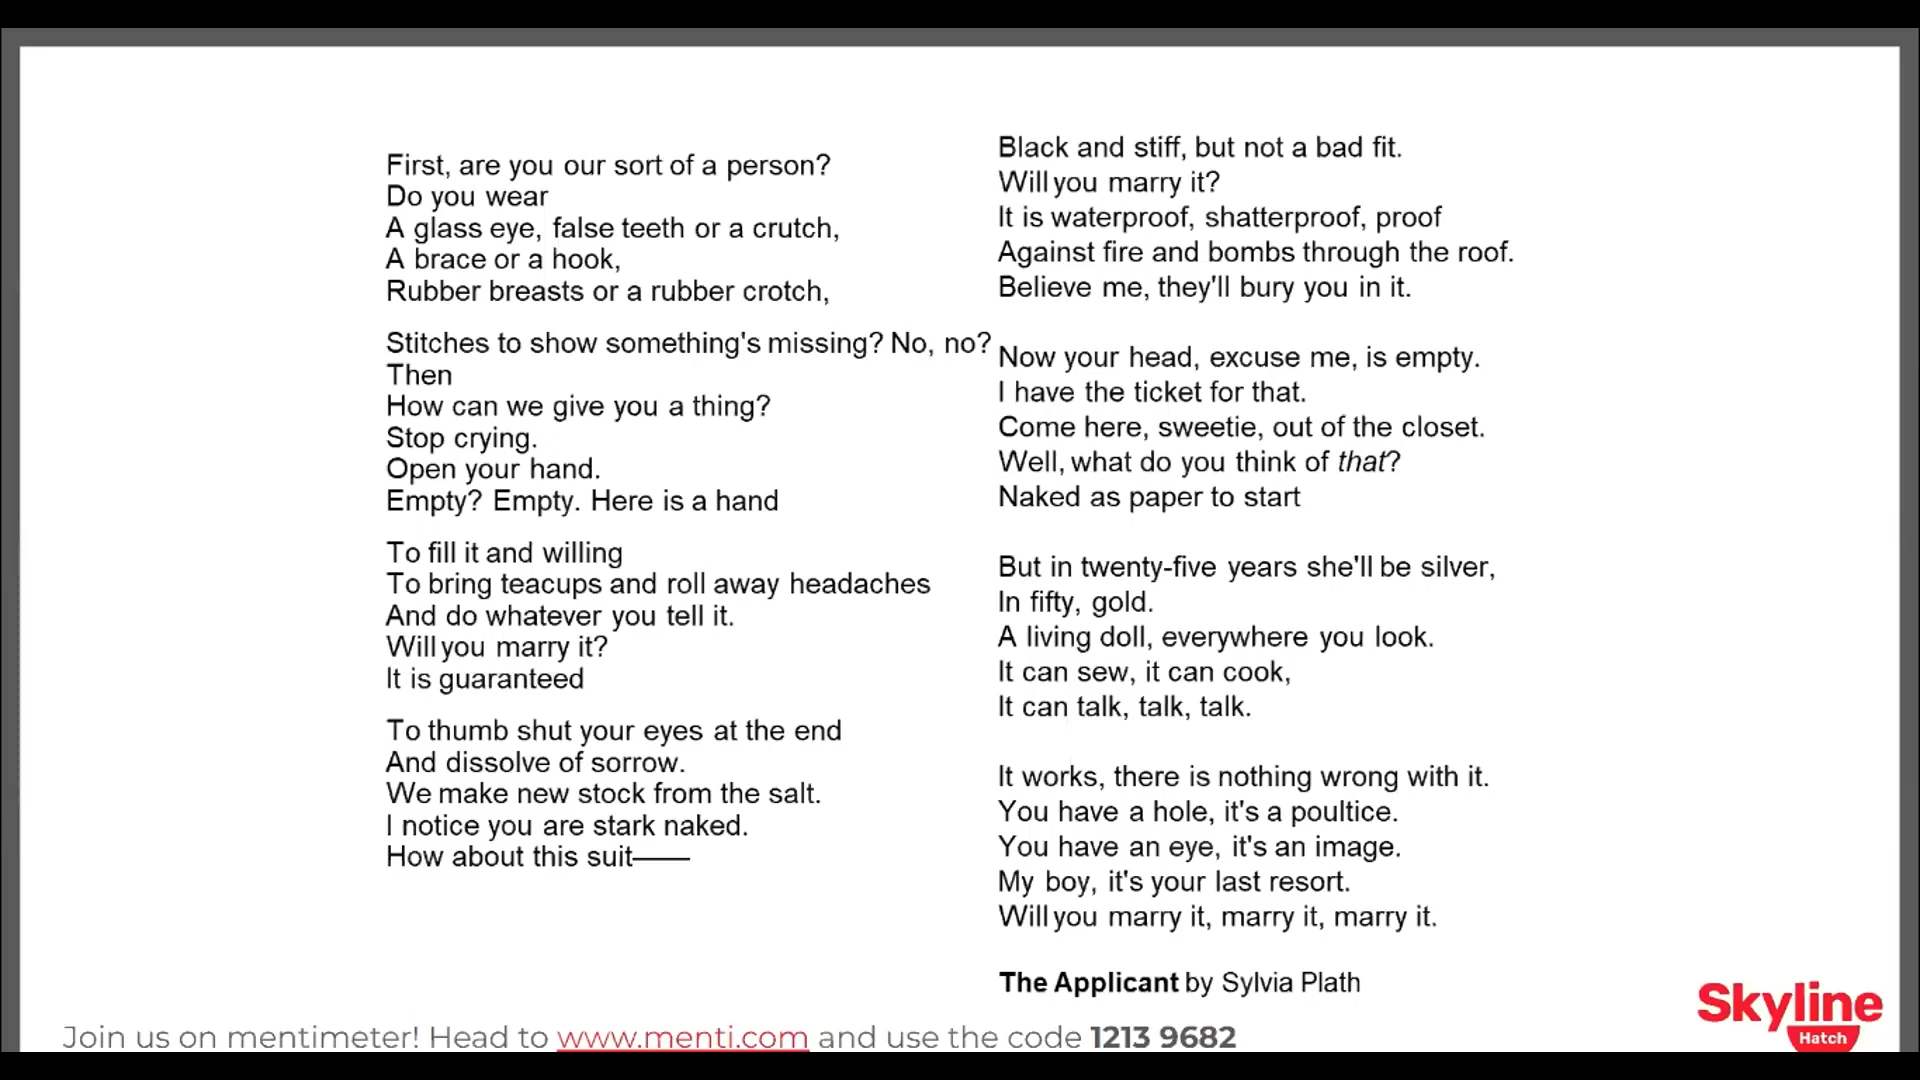 First, are you our sort of a person?
Do you wear
A glass eye, false teeth or a crutch,
A brace or a hook,
Rubber breasts or a rubber crotch,
Stitches to show something's missing? No, no?
Then
How can we give you a thing?
Stop crying.
Open your hand.
Empty? Empty. Here is a hand
To fill it and willing
To bring teacups and roll away headaches
And do whatever you tell it.
Will you marry it?
It is guaranteed
To thumb shut your eyes at the end
And dissolve of sorrow.
We make new stock from the salt.
I notice you are stark naked.
How about this suit——
Black and stiff, but not a bad fit.
Will you marry it?
It is waterproof, shatterproof, proof
Against fire and bombs through the roof.
Believe me, they'll bury you in it.
Now your head, excuse me, is empty.
I have the ticket for that.
Come here, sweetie, out of the closet.
Well, what do you think of that?
Naked as paper to start
But in twenty-five years she'll be silver,
In fifty, gold.
A living doll, everywhere you look.
It can sew, it can cook,
It can talk, talk, talk.
It works, there is nothing wrong with it.
You have a hole, it's a poultice.
You have an eye, it's an image.
My boy, it's your last resort.
Will you marry it, marry it, marry it.
The Applicant by Sylvia Plath
Join us on mentimeter! Head to www.menti.com and use the code 1213 9682
Skyline
Hatch